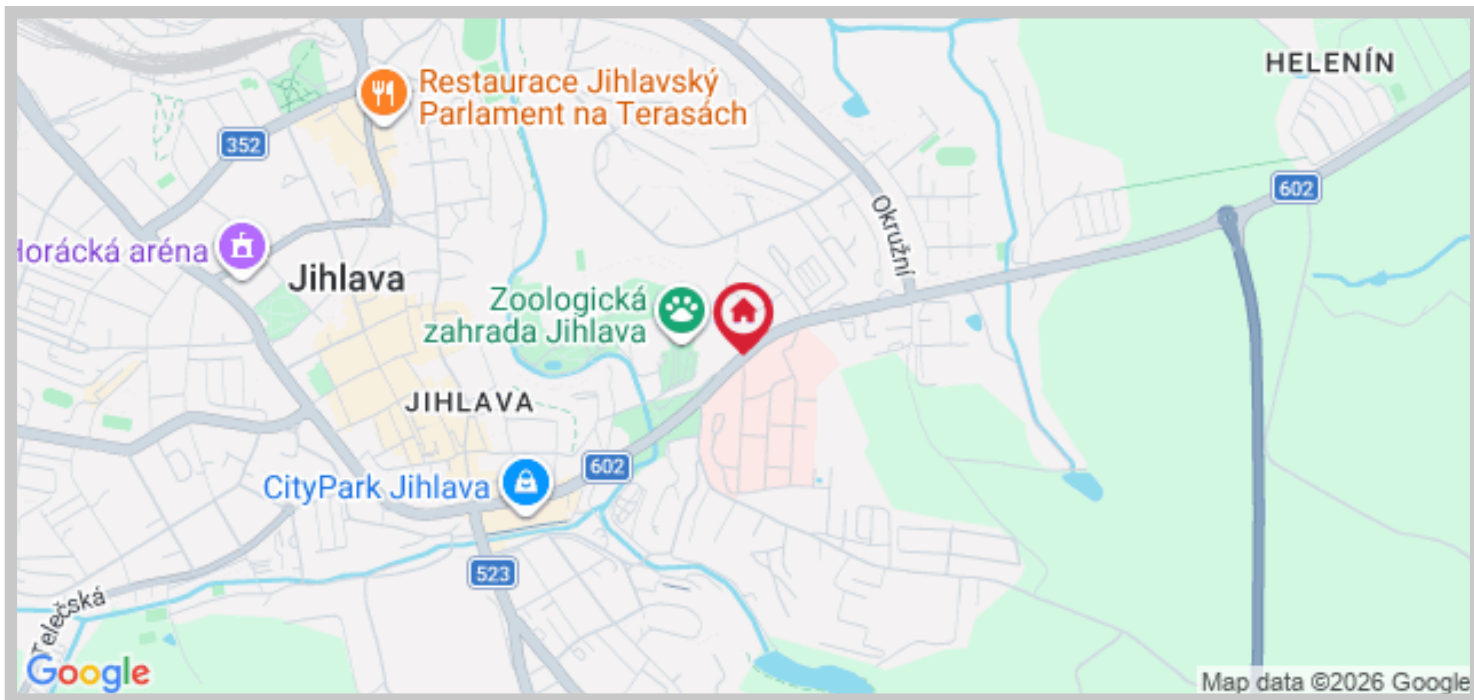 HELENÍN
Restaurace Jihlavský
Parlament na Terasách
352
602
Okružní
Horácká aréna
Jihlava
Zoologická
zahrada Jihlava
JIHLAVA
602
CityPark Jihlava
523
Telečská
Google
Map data ©2026 Google